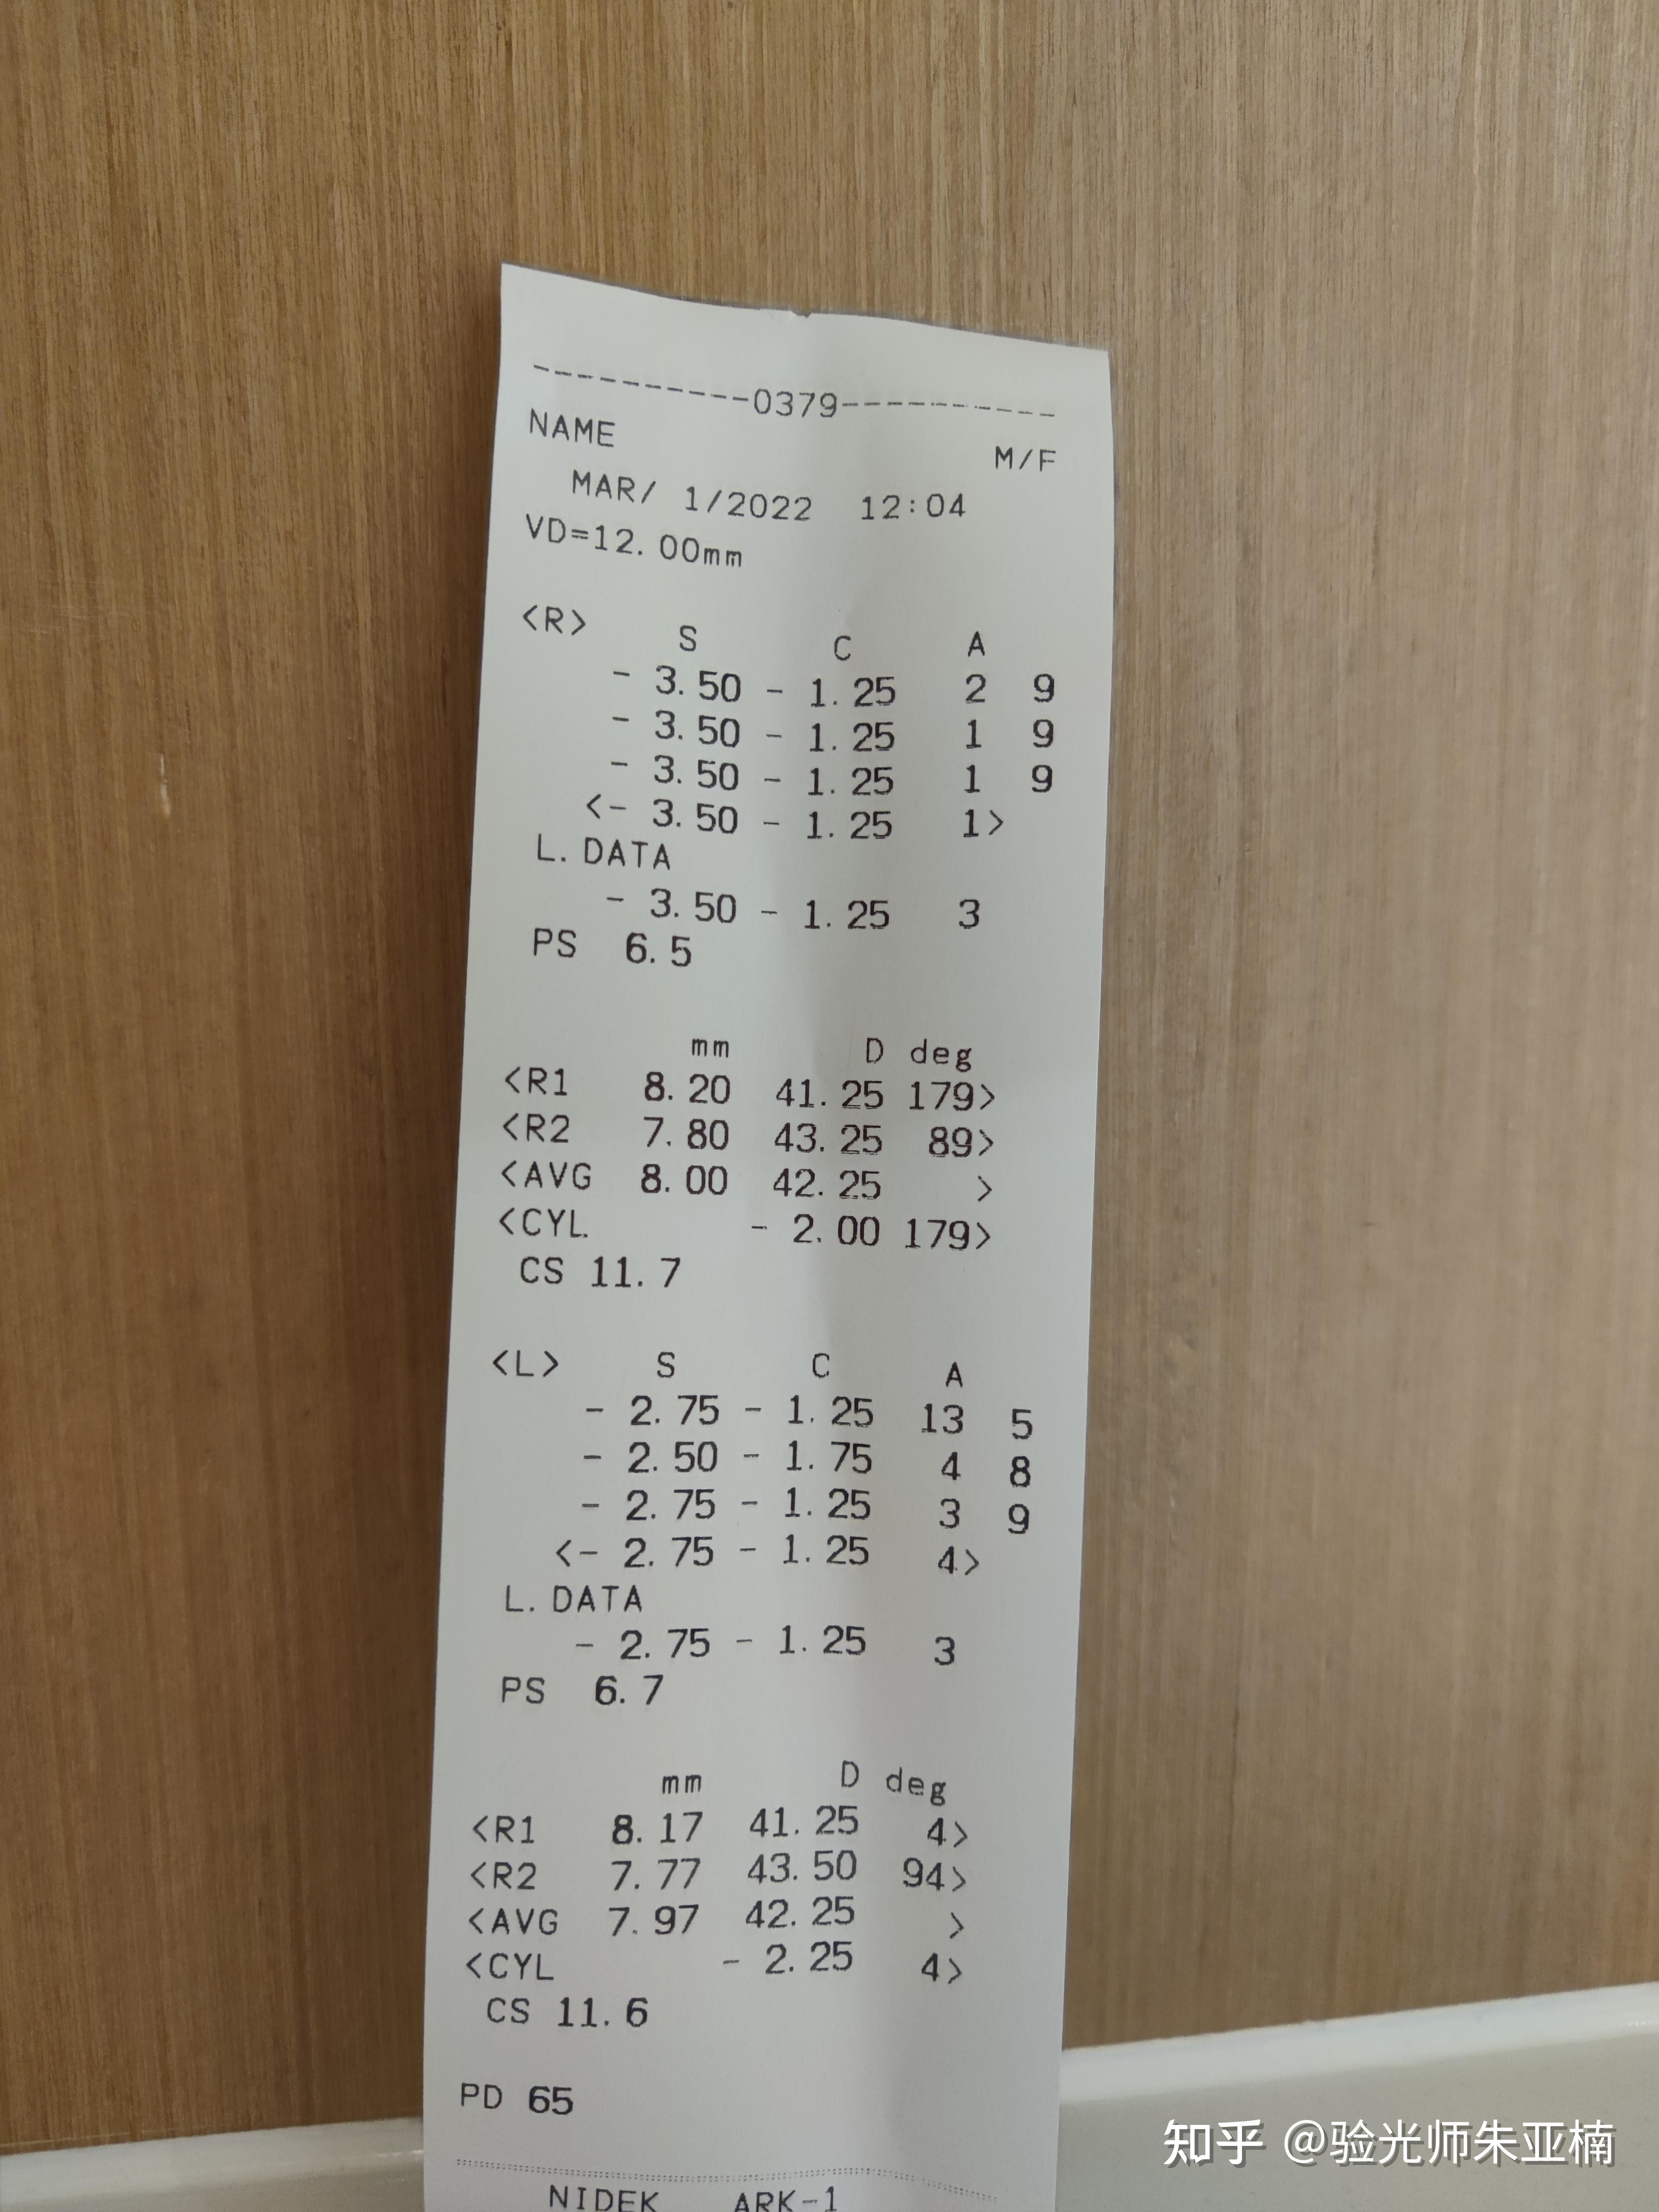 ----------0379----------
NAME M/F
MAR/ 1/2022 12:04
VD=12.00mm
<R> S C A
- 3.50 - 1.25 2 9
- 3.50 - 1.25 1 9
- 3.50 - 1.25 1 9
<- 3.50 - 1.25 1>
L.DATA
- 3.50 - 1.25 3
PS 6.5
mm D deg
<R1 8.20 41.25 179>
<R2 7.80 43.25 89>
<AVG 8.00 42.25 >
<CYL - 2.00 179>
CS 11.7
<L> S C A
- 2.75 - 1.25 13 5
- 2.50 - 1.75 4 8
- 2.75 - 1.25 3 9
<- 2.75 - 1.25 4>
L.DATA
- 2.75 - 1.25 3
PS 6.7
mm D deg
<R1 8.17 41.25 4>
<R2 7.77 43.50 94>
<AVG 7.97 42.25 >
<CYL - 2.25 4>
CS 11.6
PD 65
NIDEK ARK-1
知乎 @验光师朱亚楠